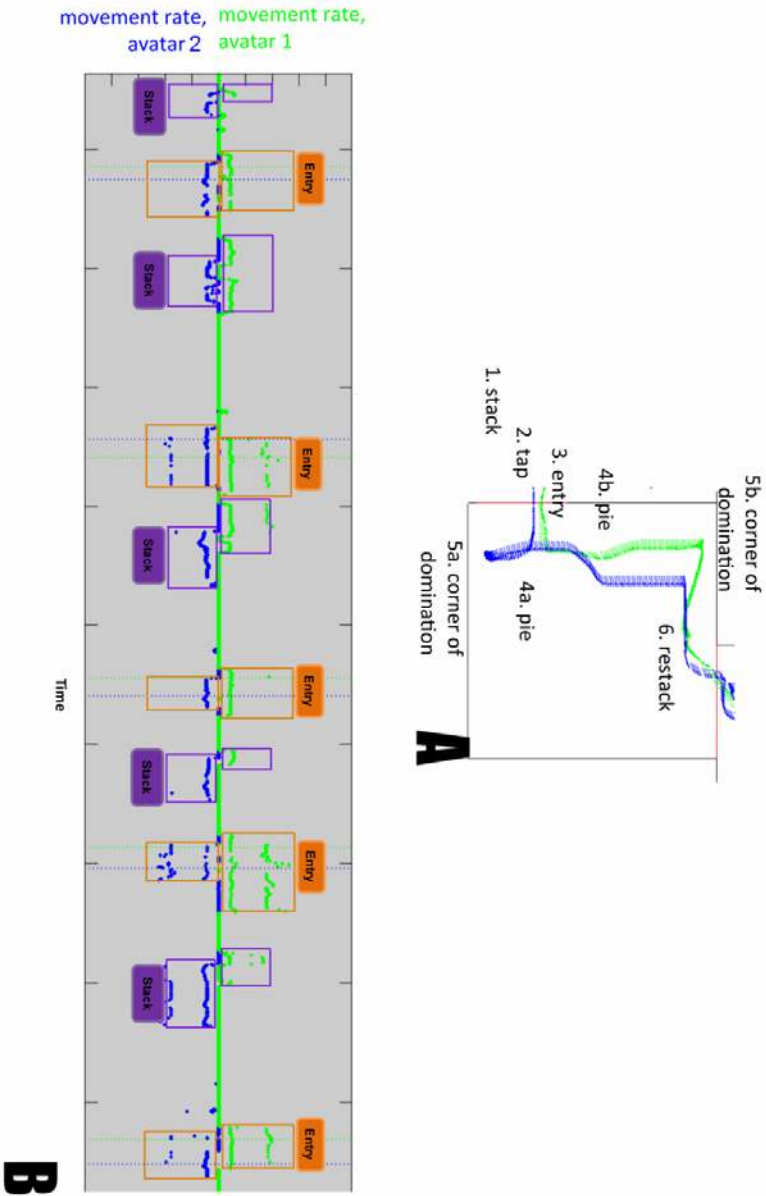 movement rate,
avatar 2
movement rate,
avatar 1
Stack
Entry
Stack
Entry
Stack
Entry
Stack
Entry
Stack
Entry
Time
B
1. stack
2. tap
3. entry
4b. pie
5b. corner of
domination
4a. pie
5a. corner of
domination
6. restack
A